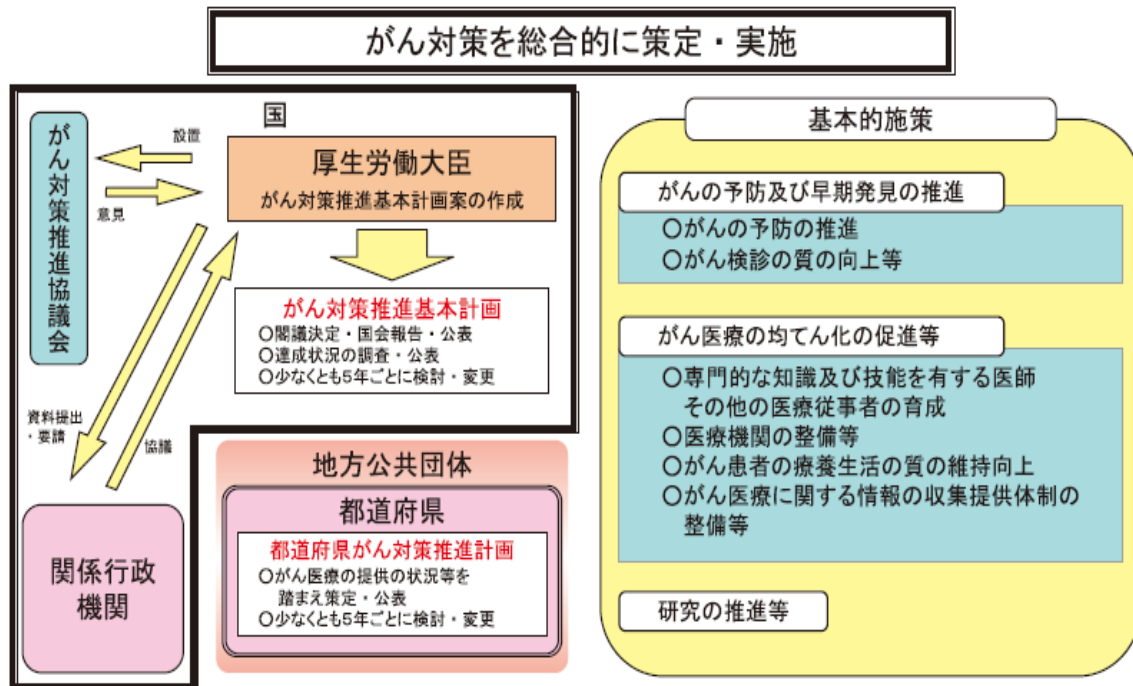 がん対策を総合的に策定・実施
国
がん対策推進協議会
設置
意見
厚生労働大臣
がん対策推進基本計画案の作成
がん対策推進基本計画
○閣議決定・国会報告・公表
○達成状況の調査・公表
○少なくとも5年ごとに検討・変更
資料提出
・要請
協議
関係行政
機関
地方公共団体
都道府県
都道府県がん対策推進計画
○がん医療の提供の状況等を
踏まえ策定・公表
○少なくとも5年ごとに検討・変更
基本的施策
がんの予防及び早期発見の推進
○がんの予防の推進
○がん検診の質の向上等
がん医療の均てん化の促進等
○専門的な知識及び技能を有する医師
その他の医療従事者の育成
○医療機関の整備等
○がん患者の療養生活の質の維持向上
○がん医療に関する情報の収集提供体制の
整備等
研究の推進等